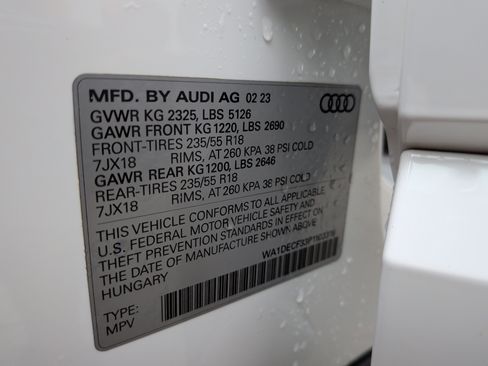 MFD. BY AUDI AG 02 23
GVWR KG 2325, LBS 5126
GAWR FRONT KG 1220, LBS 2690
FRONT-TIRES 235/55 R18
7JX18 RIMS, AT 260 KPA 38 PSI COLD
GAWR REAR KG 1200, LBS 2646
REAR-TIRES 235/55 R18
7JX18 RIMS, AT 260 KPA 38 PSI COLD
THIS VEHICLE CONFORMS TO ALL APPLICABLE
U.S. FEDERAL MOTOR VEHICLE SAFETY AND
THEFT PREVENTION STANDARDS IN EFFECT ON
THE DATE OF MANUFACTURE SHOWN ABOVE
HUNGARY
TYPE:
MPV